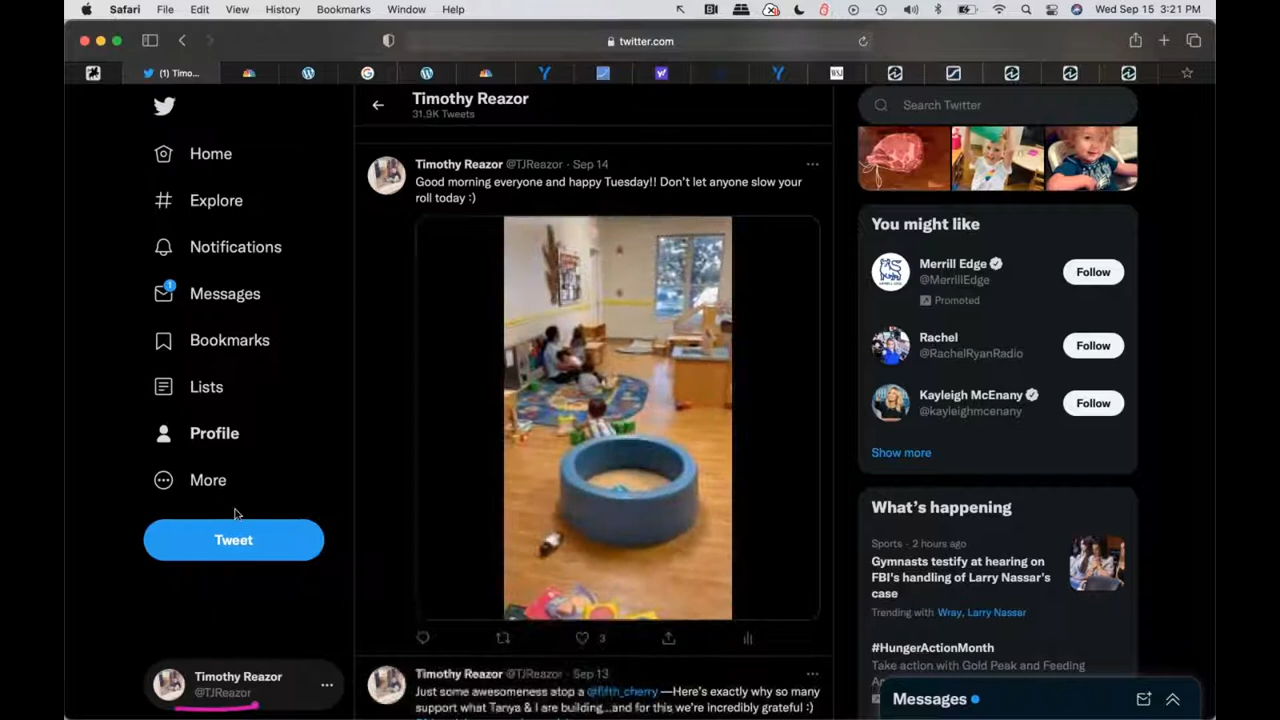 Safari File Edit View History Bookmarks Window Help Wed Sep 15 3:21 PM
twitter.com
(1) Timo...
WSJ
Home
Explore
Notifications
1
Messages
Bookmarks
Lists
Profile
More
Tweet
Timothy Reazor
@TJReazor
Timothy Reazor
31.9K Tweets
Timothy Reazor @TJReazor · Sep 14
Good morning everyone and happy Tuesday!! Don't let anyone slow your
roll today :)
3
Timothy Reazor @TJReazor · Sep 13
Just some awesomeness atop a @fifth_cherry —Here's exactly why so many
support what Tanya & I are building...and for this we're incredibly grateful :)
Search Twitter
You might like
Merrill Edge
@MerrillEdge
Promoted
Follow
Rachel
@RachelRyanRadio
Follow
Kayleigh McEnany
@kayleighmcenany
Follow
Show more
What's happening
Sports · 2 hours ago
Gymnasts testify at hearing on
FBI's handling of Larry Nassar's
case
Trending with Wray, Larry Nassar
#HungerActionMonth
Take action with Gold Peak and Feeding
Messages